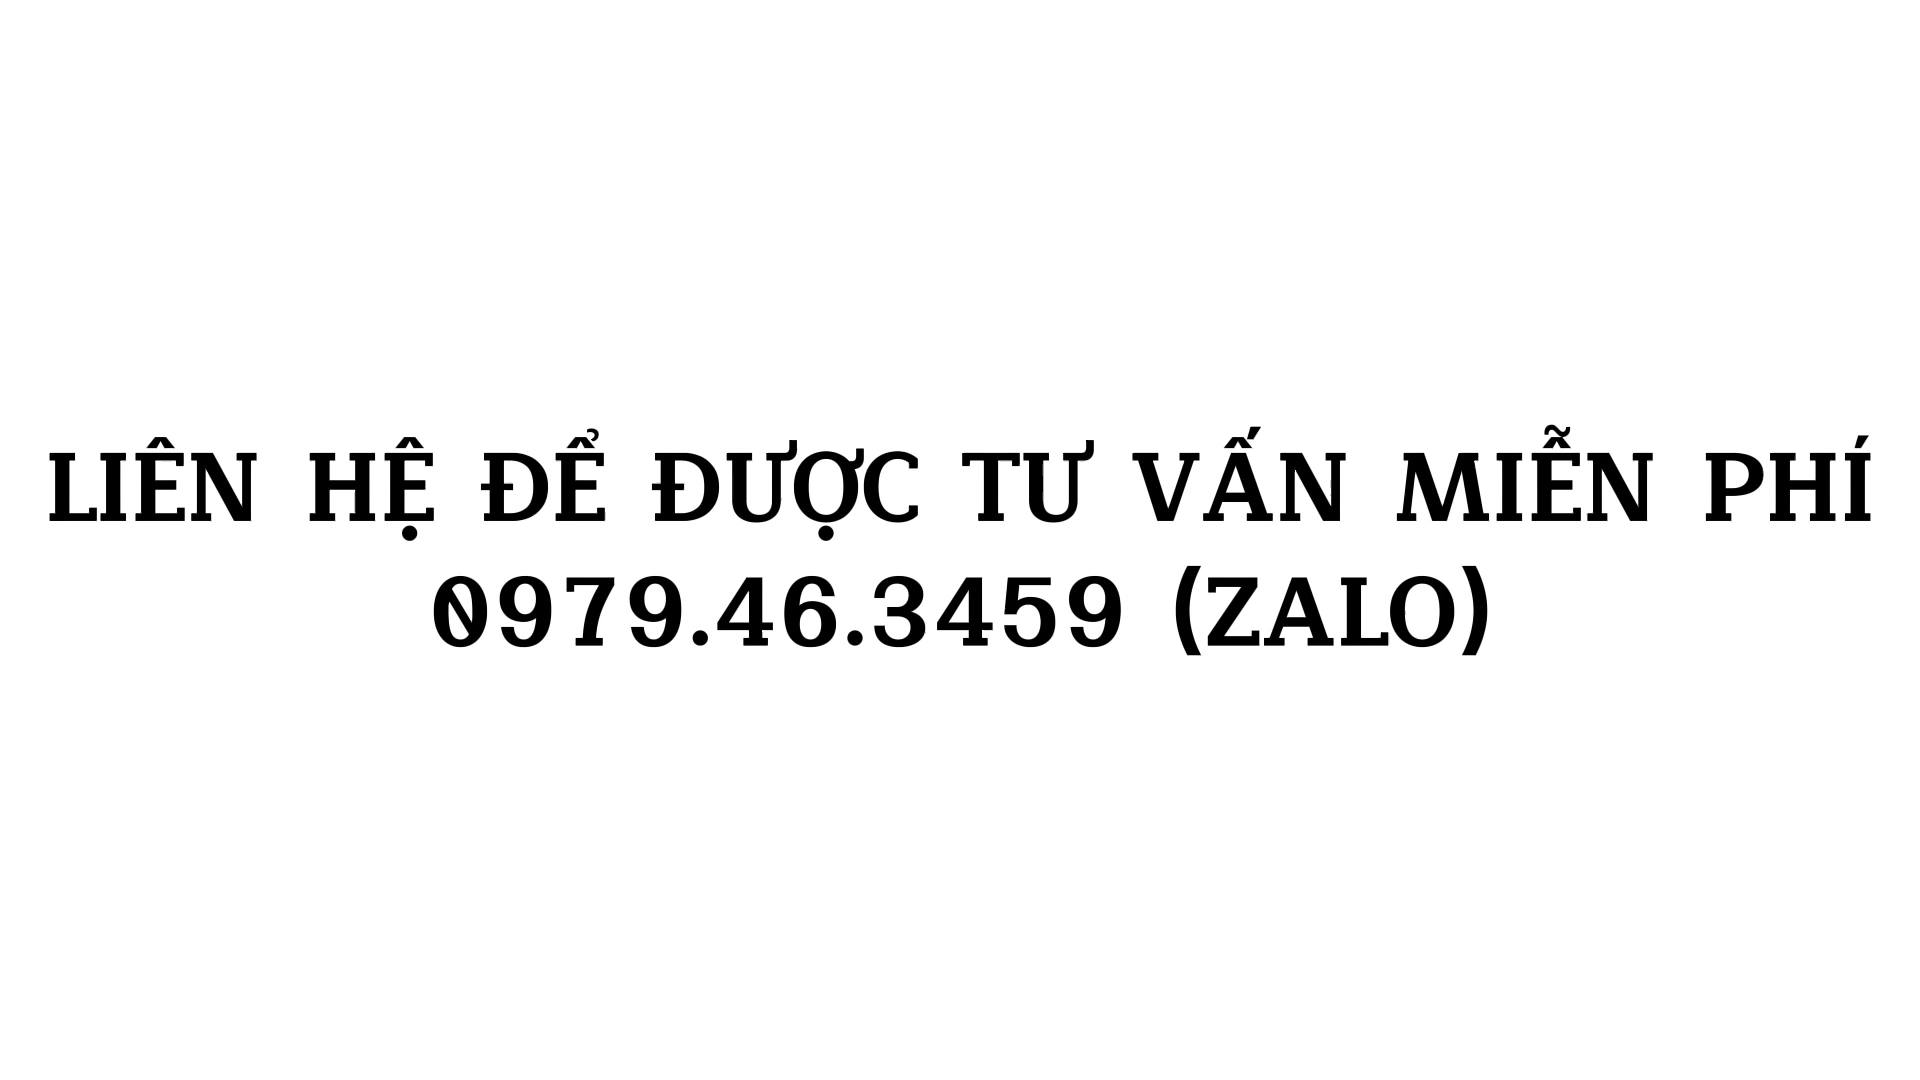 LIÊN HỆ ĐỂ ĐƯỢC TƯ VẤN MIỄN PHÍ
0979.46.3459 (ZALO)